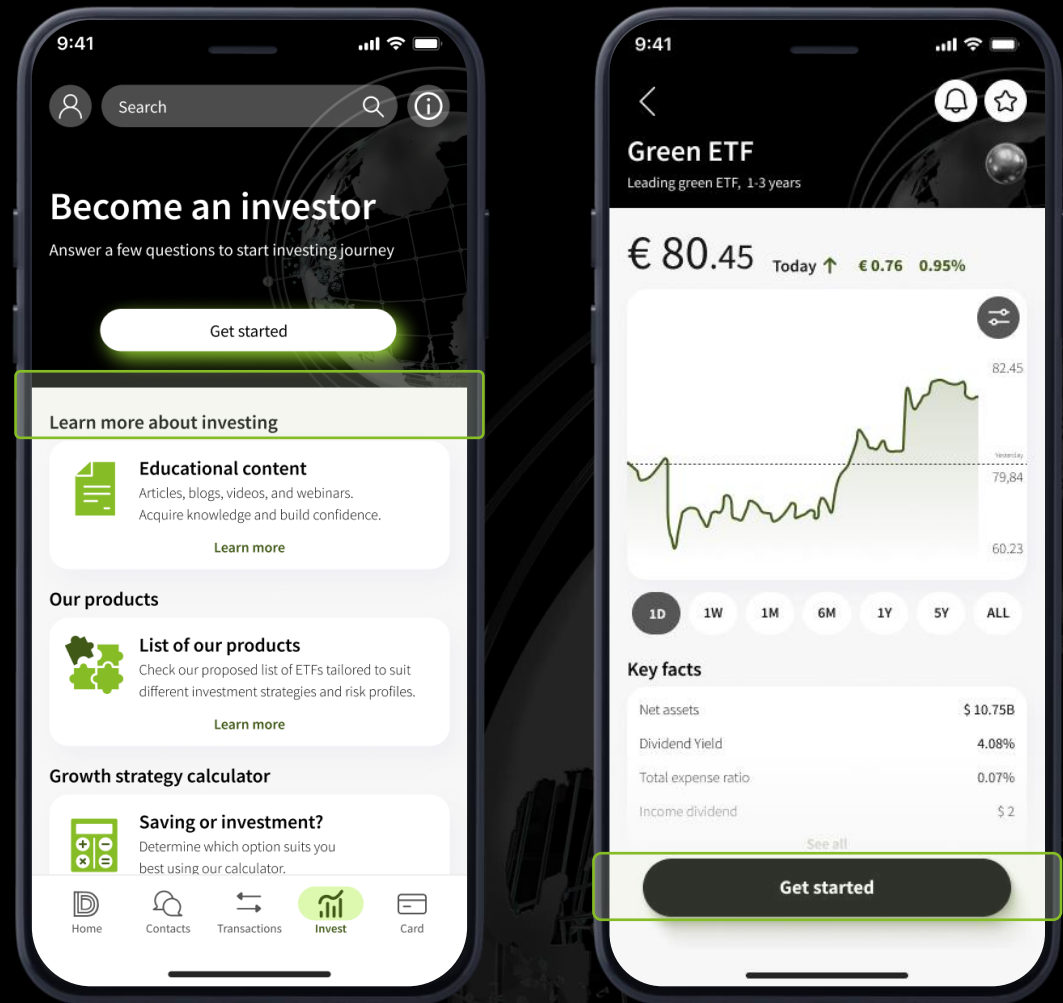 9:41
Search
Become an investor
Answer a few questions to start investing journey
Get started
Learn more about investing
Educational content
Articles, blogs, videos, and webinars.
Acquire knowledge and build confidence.
Learn more
Our products
List of our products
Check our proposed list of ETFs tailored to suit
different investment strategies and risk profiles.
Learn more
Growth strategy calculator
Saving or investment?
Determine which option suits you
best using our calculator.
Home Contacts Transactions Invest Card
9:41
Green ETF
Leading green ETF, 1-3 years
€ 80.45 Today ↑ € 0.76 0.95%
82.45
Yesterday
79,84
60.23
1D 1W 1M 6M 1Y 5Y ALL
Key facts
Net assets $ 10.75B
Dividend Yield 4.08%
Total expense ratio 0.07%
Income dividend $ 2
See all
Get started